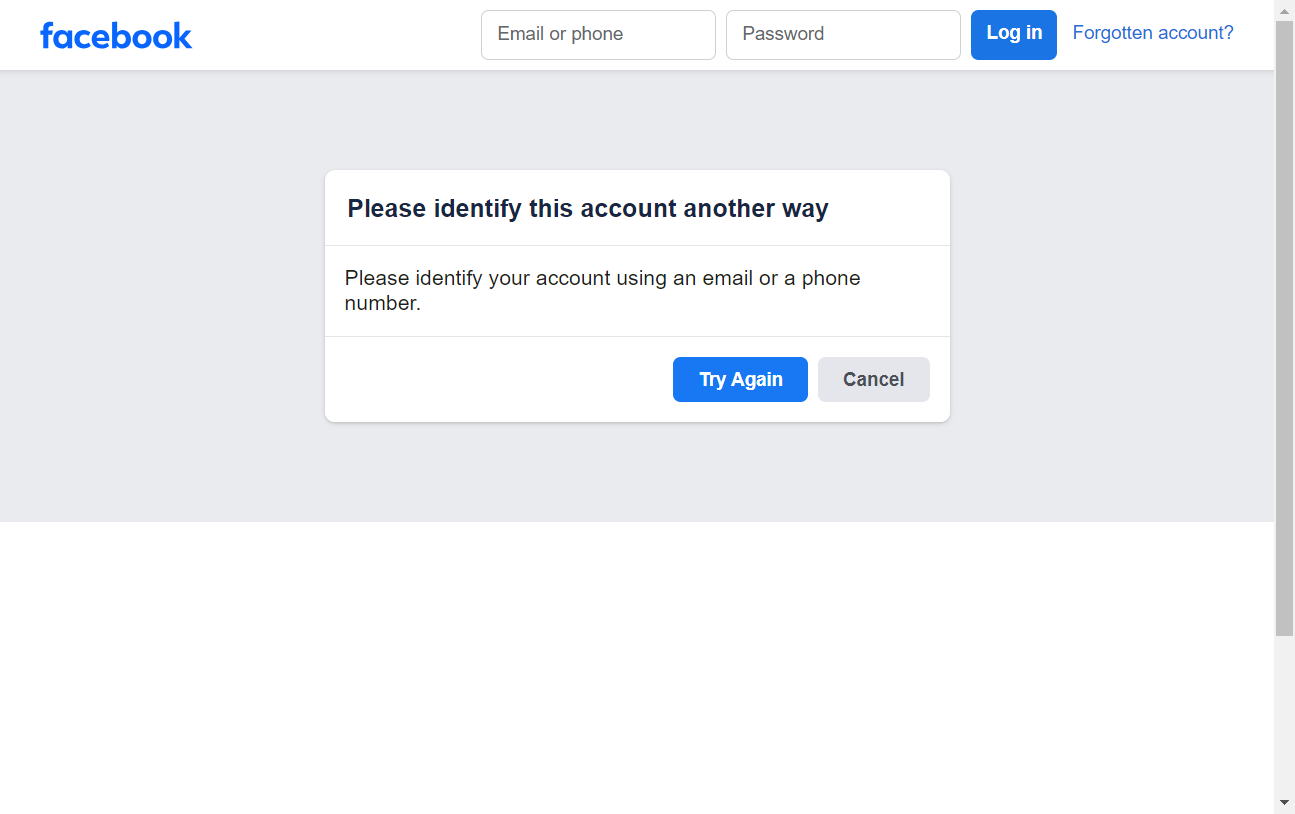 facebook
Email or phone
Password
Log in
Forgotten account?
Please identify this account another way
Please identify your account using an email or a phone
number.
Try Again
Cancel